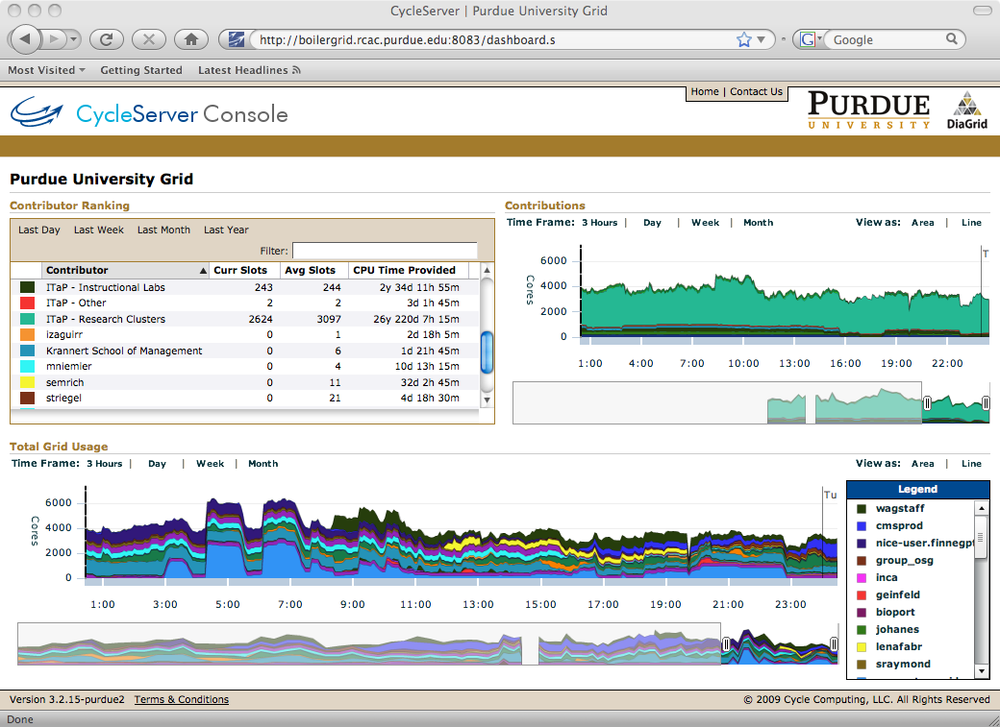 CycleServer | Purdue University Grid
http://boilergrid.rcac.purdue.edu:8083/dashboard.s
Google
Most Visited Getting Started Latest Headlines
Home | Contact Us
CycleServer Console
PURDUE
UNIVERSITY
DiaGrid
Purdue University Grid
Contributor Ranking
Last Day Last Week Last Month Last Year
Filter:
Contributor Curr Slots Avg Slots CPU Time Provided
ITaP - Instructional Labs 243 244 2y 34d 11h 55m
ITaP - Other 2 2 3d 1h 45m
ITaP - Research Clusters 2624 3097 26y 220d 7h 15m
izaguirr 0 1 2d 18h 5m
Krannert School of Management 0 6 1d 21h 45m
mniemier 0 4 10d 13h 15m
semrich 0 11 32d 2h 45m
striegel 0 21 4d 18h 30m
Contributions
Time Frame: 3 Hours | Day | Week | Month View as: Area | Line
T
Cores
6000
4000
2000
0
1:00 4:00 7:00 10:00 13:00 16:00 19:00 22:00
Total Grid Usage
Time Frame: 3 Hours | Day | Week | Month View as: Area | Line
Tu
Cores
6000
4000
2000
0
1:00 3:00 5:00 7:00 9:00 11:00 13:00 15:00 17:00 19:00 21:00 23:00
Legend
wagstaff
cmsprod
nice-user.finnegp
group_osg
inca
geinfeld
bioport
johanes
lenafabr
sraymond
Version 3.2.15-purdue2 Terms & Conditions © 2009 Cycle Computing, LLC. All Rights Reserved
Done